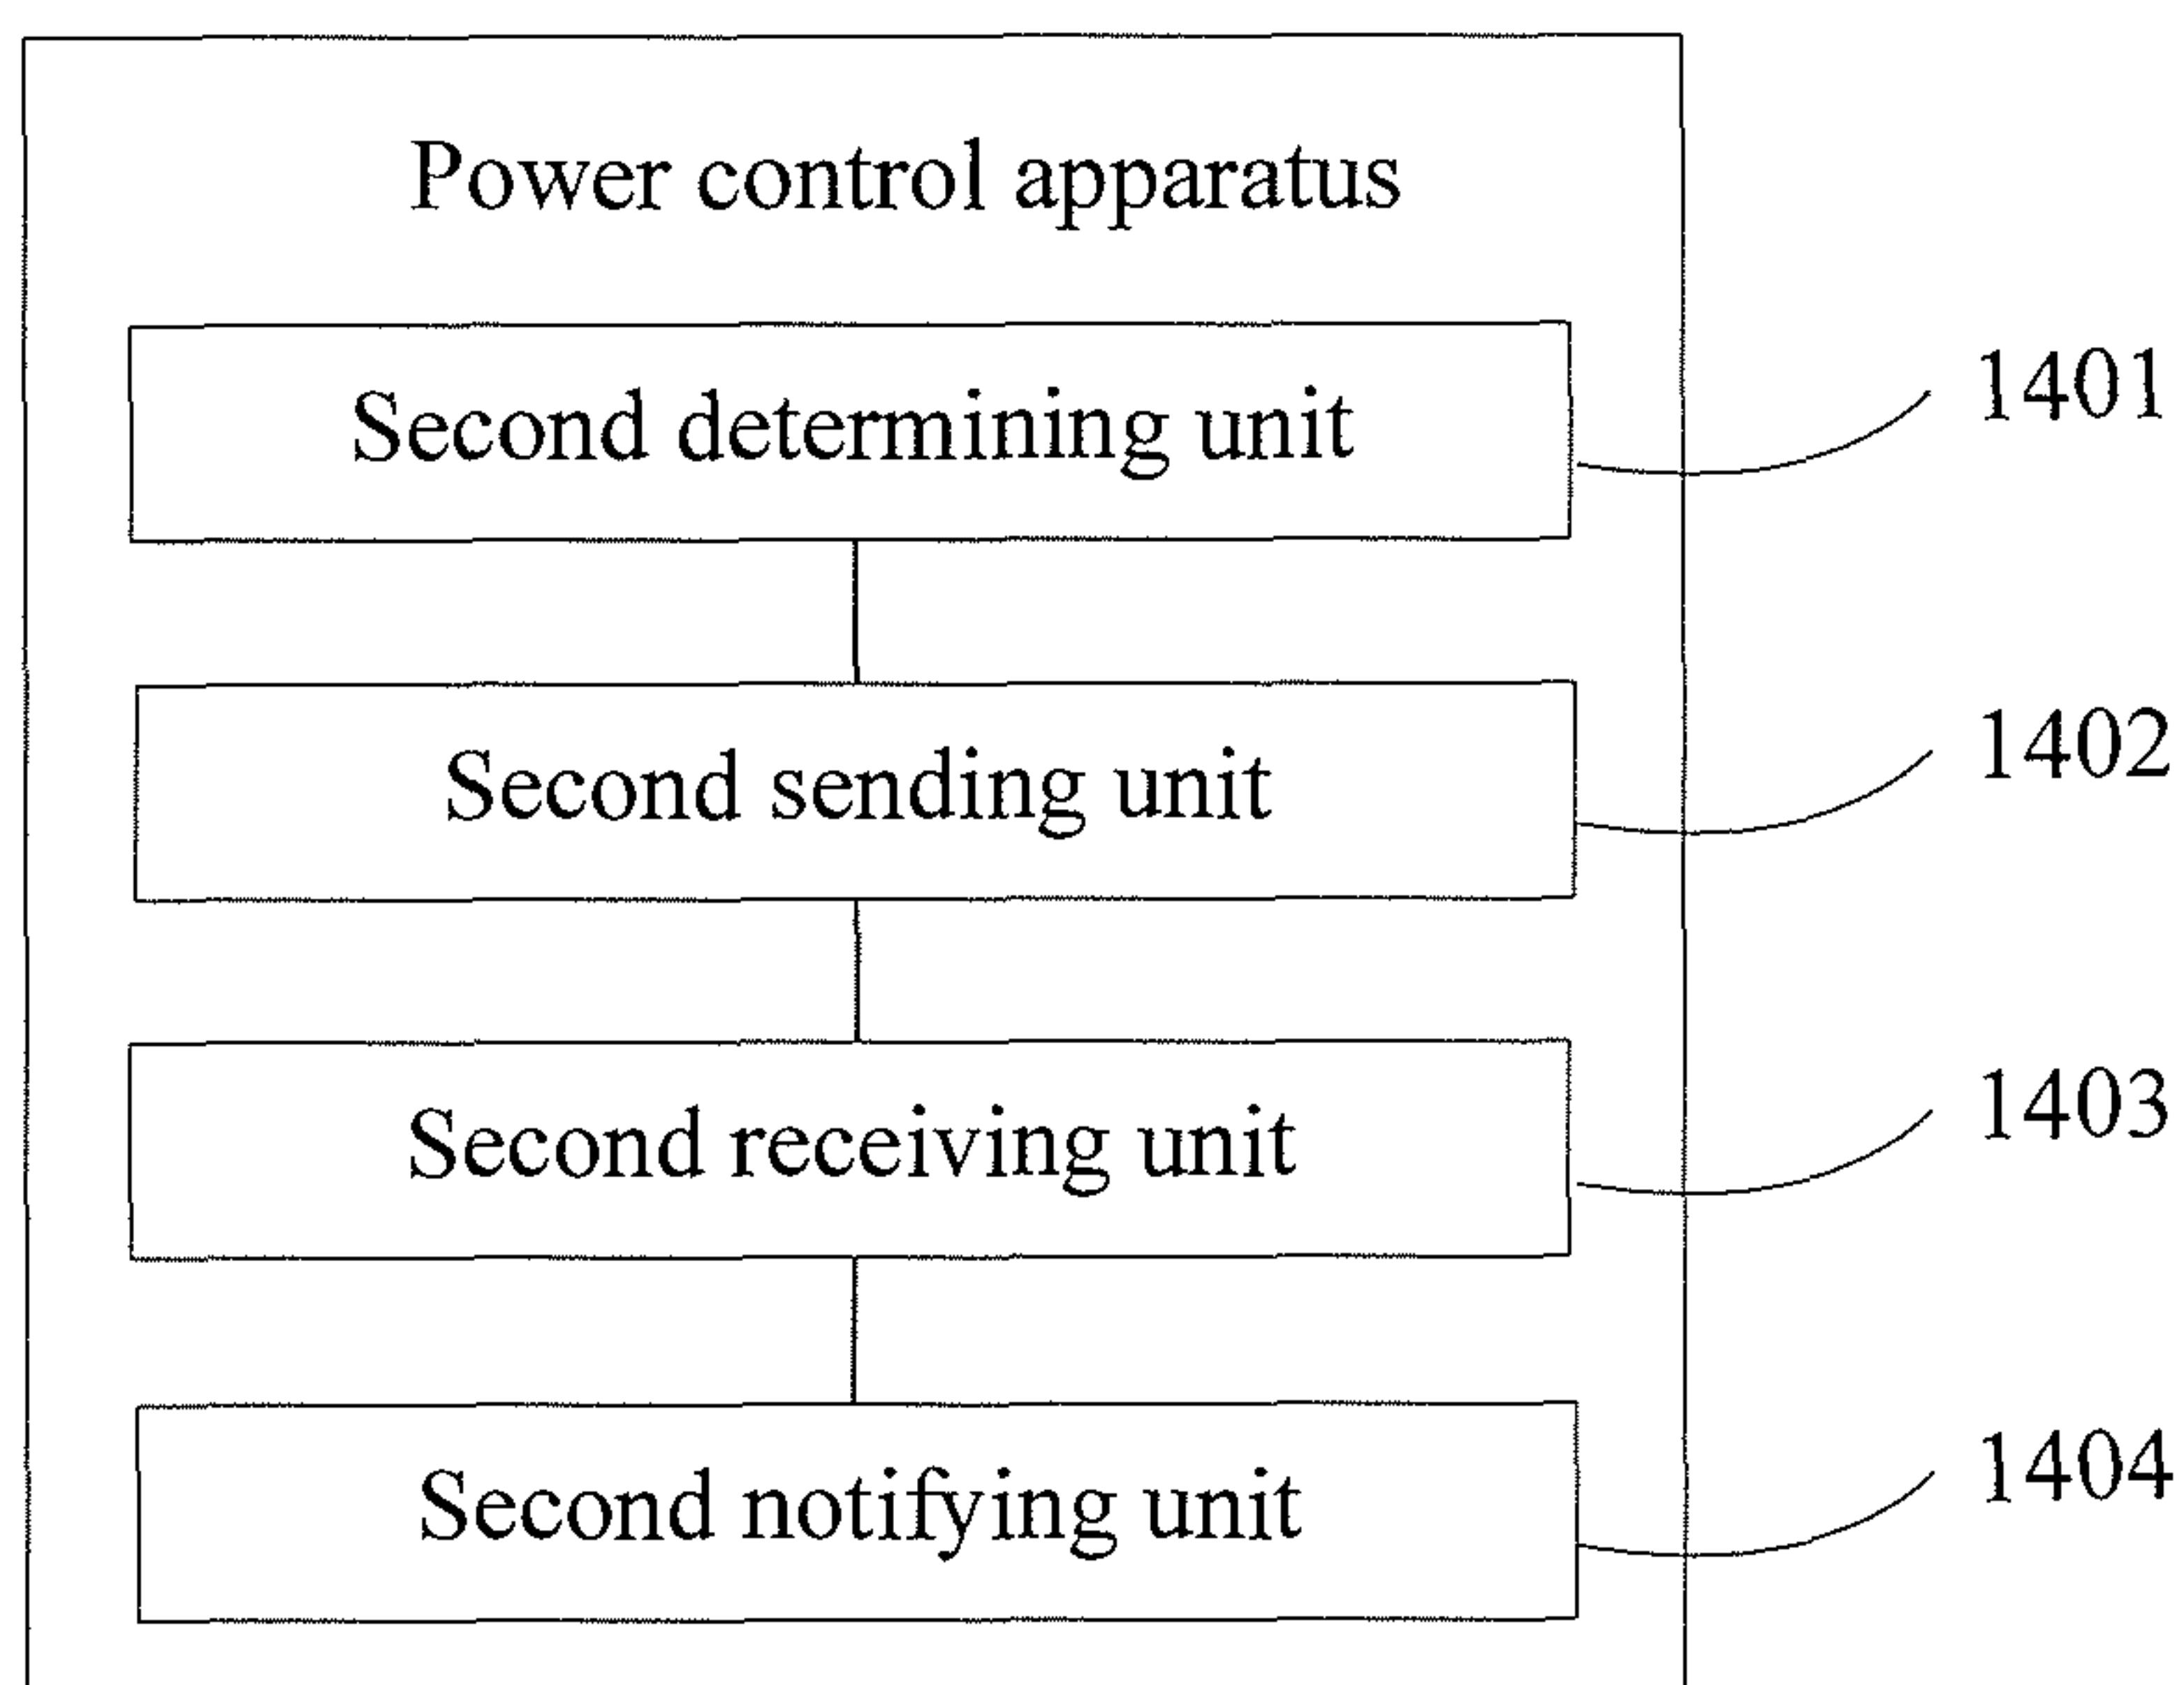 Power control apparatus
Second determining unit
1401
Second sending unit
1402
Second receiving unit
1403
Second notifying unit
1404